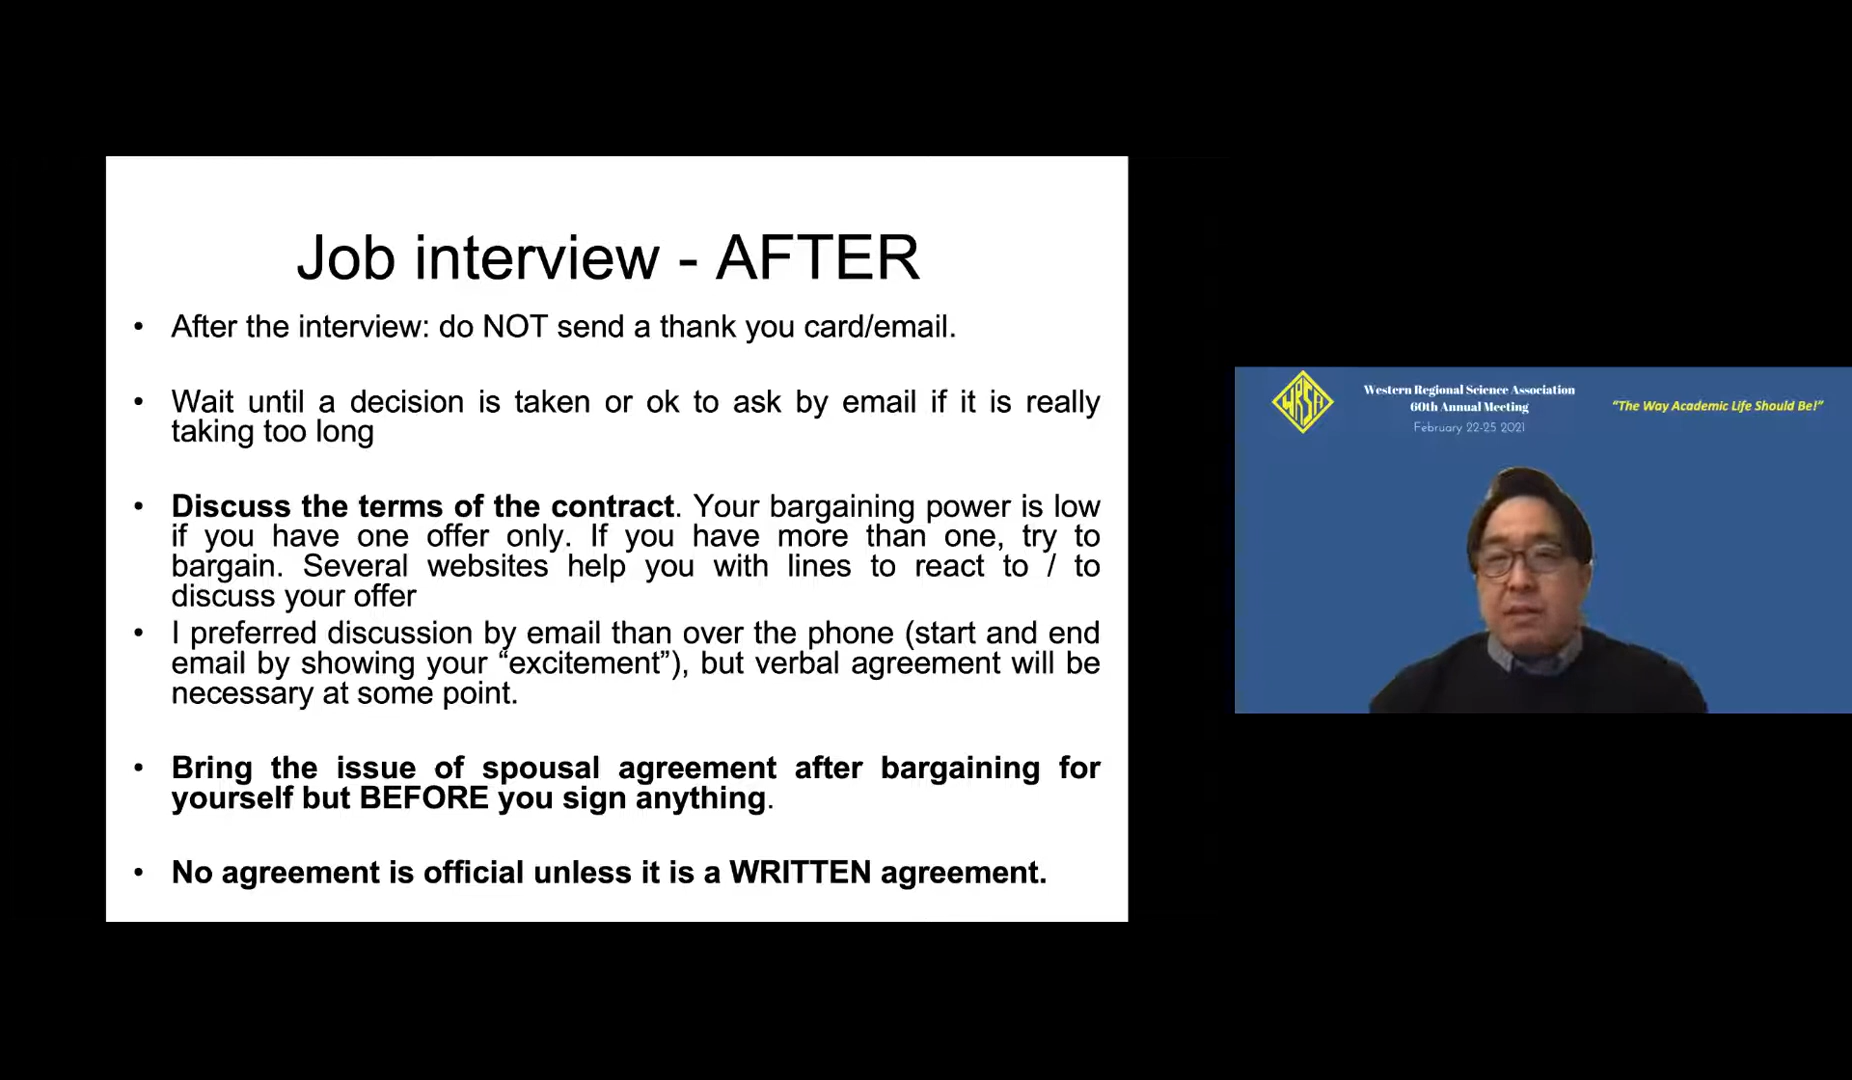 Job interview - AFTER
• After the interview: do NOT send a thank you card/email.
• Wait until a decision is taken or ok to ask by email if it is really
taking too long
• Discuss the terms of the contract. Your bargaining power is low
if you have one offer only. If you have more than one, try to
bargain. Several websites help you with lines to react to / to
discuss your offer
• I preferred discussion by email than over the phone (start and end
email by showing your “excitement”), but verbal agreement will be
necessary at some point.
• Bring the issue of spousal agreement after bargaining for
yourself but BEFORE you sign anything.
• No agreement is official unless it is a WRITTEN agreement.
WRSA
Western Regional Science Association
60th Annual Meeting
February 22-25 2021
“The Way Academic Life Should Be!”